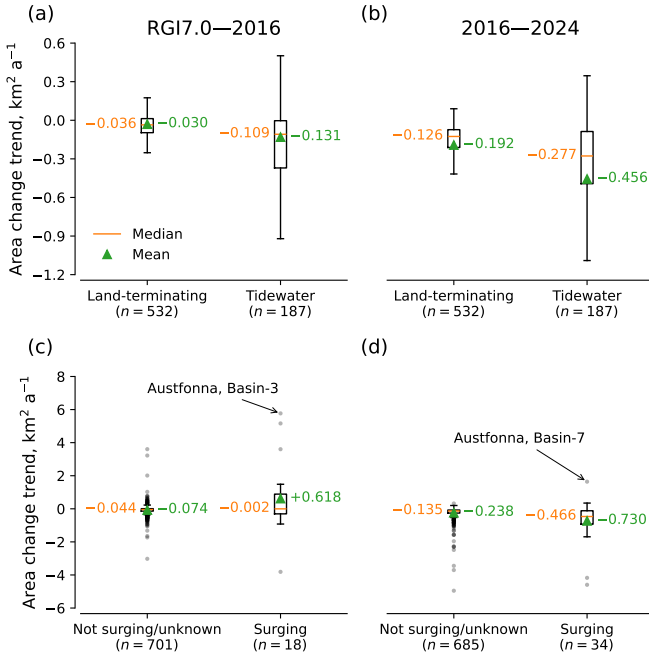 (a)
RGI7.0—2016
(b)
2016—2024
Area change trend, km² a⁻¹
0.6
0.3
0.0
−0.3
−0.6
−0.9
−1.2
−0.036
−0.030
−0.109
−0.131
Median
Mean
−0.126
−0.192
−0.277
−0.456
Land-terminating
(n = 532)
Tidewater
(n = 187)
Land-terminating
(n = 532)
Tidewater
(n = 187)
(c)
(d)
Area change trend, km² a⁻¹
8
6
4
2
0
−2
−4
−6
Austfonna, Basin-3
−0.044
−0.074
−0.002
+0.618
Austfonna, Basin-7
−0.135
−0.238
−0.466
−0.730
Not surging/unknown
(n = 701)
Surging
(n = 18)
Not surging/unknown
(n = 685)
Surging
(n = 34)